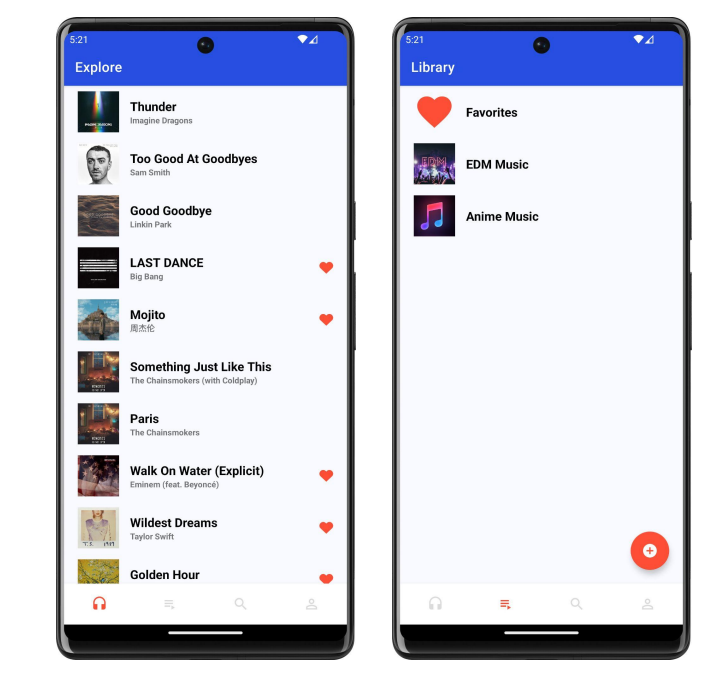 5:21
Explore
Thunder
Imagine Dragons
Too Good At Goodbyes
Sam Smith
Good Goodbye
Linkin Park
LAST DANCE
Big Bang
Mojito
周杰伦
Something Just Like This
The Chainsmokers (with Coldplay)
Paris
The Chainsmokers
Walk On Water (Explicit)
Eminem (feat. Beyoncé)
T.S. 1989
Wildest Dreams
Taylor Swift
Golden Hour
5:21
Library
Favorites
EDM
EDM Music
Anime Music